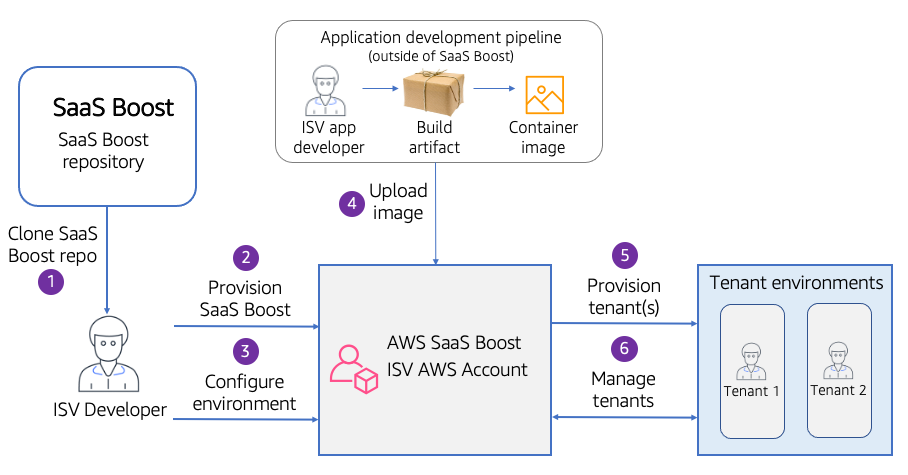 Application development pipeline
(outside of SaaS Boost)
ISV app
developer
Build
artifact
Container
image
SaaS Boost
SaaS Boost
repository
4
Upload
image
Clone SaaS
Boost repo
1
2
Provision
SaaS Boost
3
Configure
environment
ISV Developer
AWS SaaS Boost
ISV AWS Account
5
Provision
tenant(s)
6
Manage
tenants
Tenant environments
Tenant 1
Tenant 2